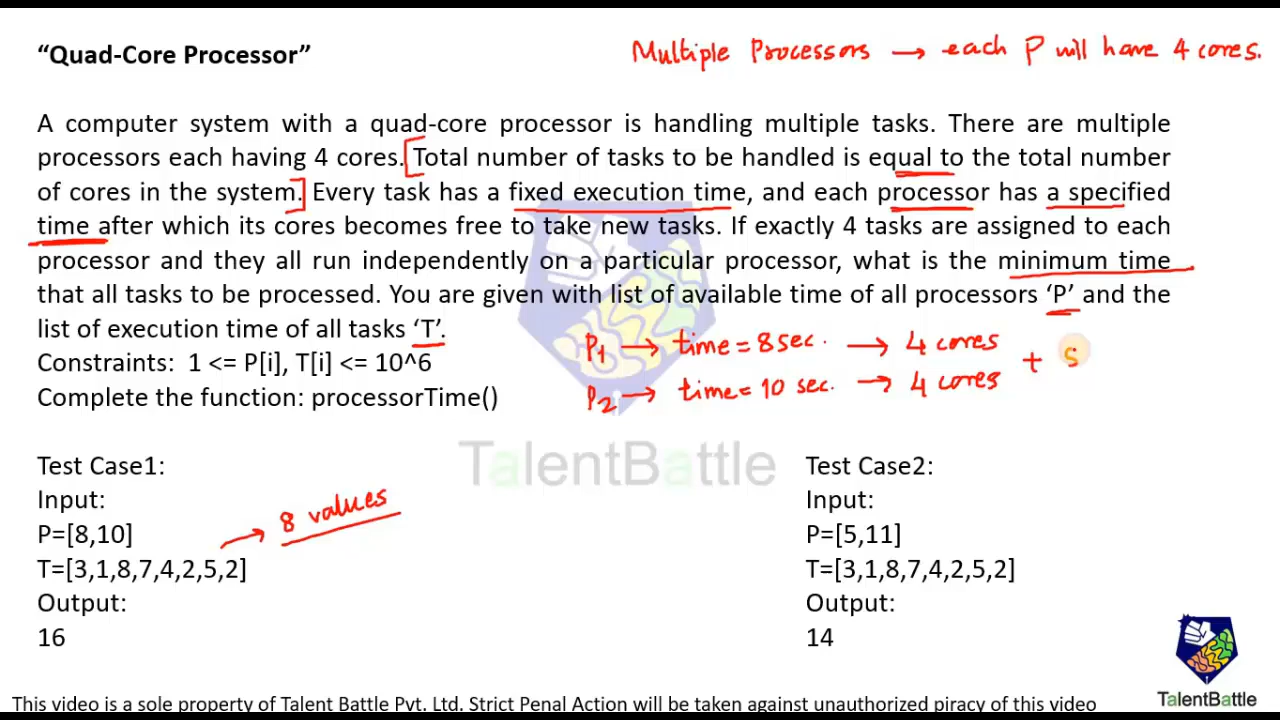 “Quad-Core Processor”
Multiple Processors → each P will have 4 cores.
A computer system with a quad-core processor is handling multiple tasks. There are multiple
processors each having 4 cores. [Total number of tasks to be handled is equal to the total number
of cores in the system.] Every task has a fixed execution time, and each processor has a specified
time after which its cores becomes free to take new tasks. If exactly 4 tasks are assigned to each
processor and they all run independently on a particular processor, what is the minimum time
that all tasks to be processed. You are given with list of available time of all processors ‘P’ and the
list of execution time of all tasks ‘T’.
Constraints: 1 <= P[i], T[i] <= 10^6
Complete the function: processorTime()
P1 → time = 8 sec. → 4 cores
P2 → time = 10 sec. → 4 cores
+
TalentBattle
Test Case1:
Input:
P=[8,10]
T=[3,1,8,7,4,2,5,2]
→ 8 values
Output:
16
Test Case2:
Input:
P=[5,11]
T=[3,1,8,7,4,2,5,2]
Output:
14
TalentBattle
This video is a sole property of Talent Battle Pvt. Ltd. Strict Penal Action will be taken against unauthorized piracy of this video